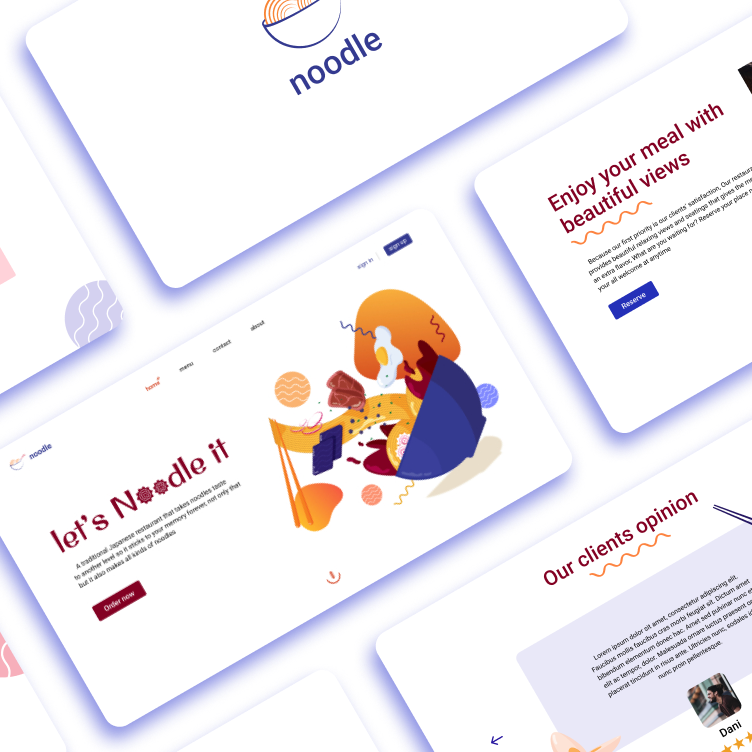 noodle
Enjoy your meal with
beautiful views
Because our first priority is our clients' satisfaction, Our restaurant
provides beautiful relaxing views and seatings that gives the
an extra flavor, What are you waiting for? Reserve your place
your all welcome at anytime
Reserve
sign in
sign up
home
menu
contact
about
noodle
let's Noodle it
A traditional Japanese restaurant that takes noodles taste
to another level so it sticks to your memory forever, not only that
but it also makes all kinds of noodles
Order now
Our clients opinion
Lorem ipsum dolor sit amet, consectetur adipiscing elit.
Faucibus mollis faucibus cras morbi feugiat sit. Dictum amet
bibendum elementum donec hac. Amet sed pulvinar nunc
elit ac tempor, dolor. Malesuada ornare luctus praesent
placerat tincidunt in risus ante. Ultricies nunc, sodales
nunc proin pellentesque.
Dani